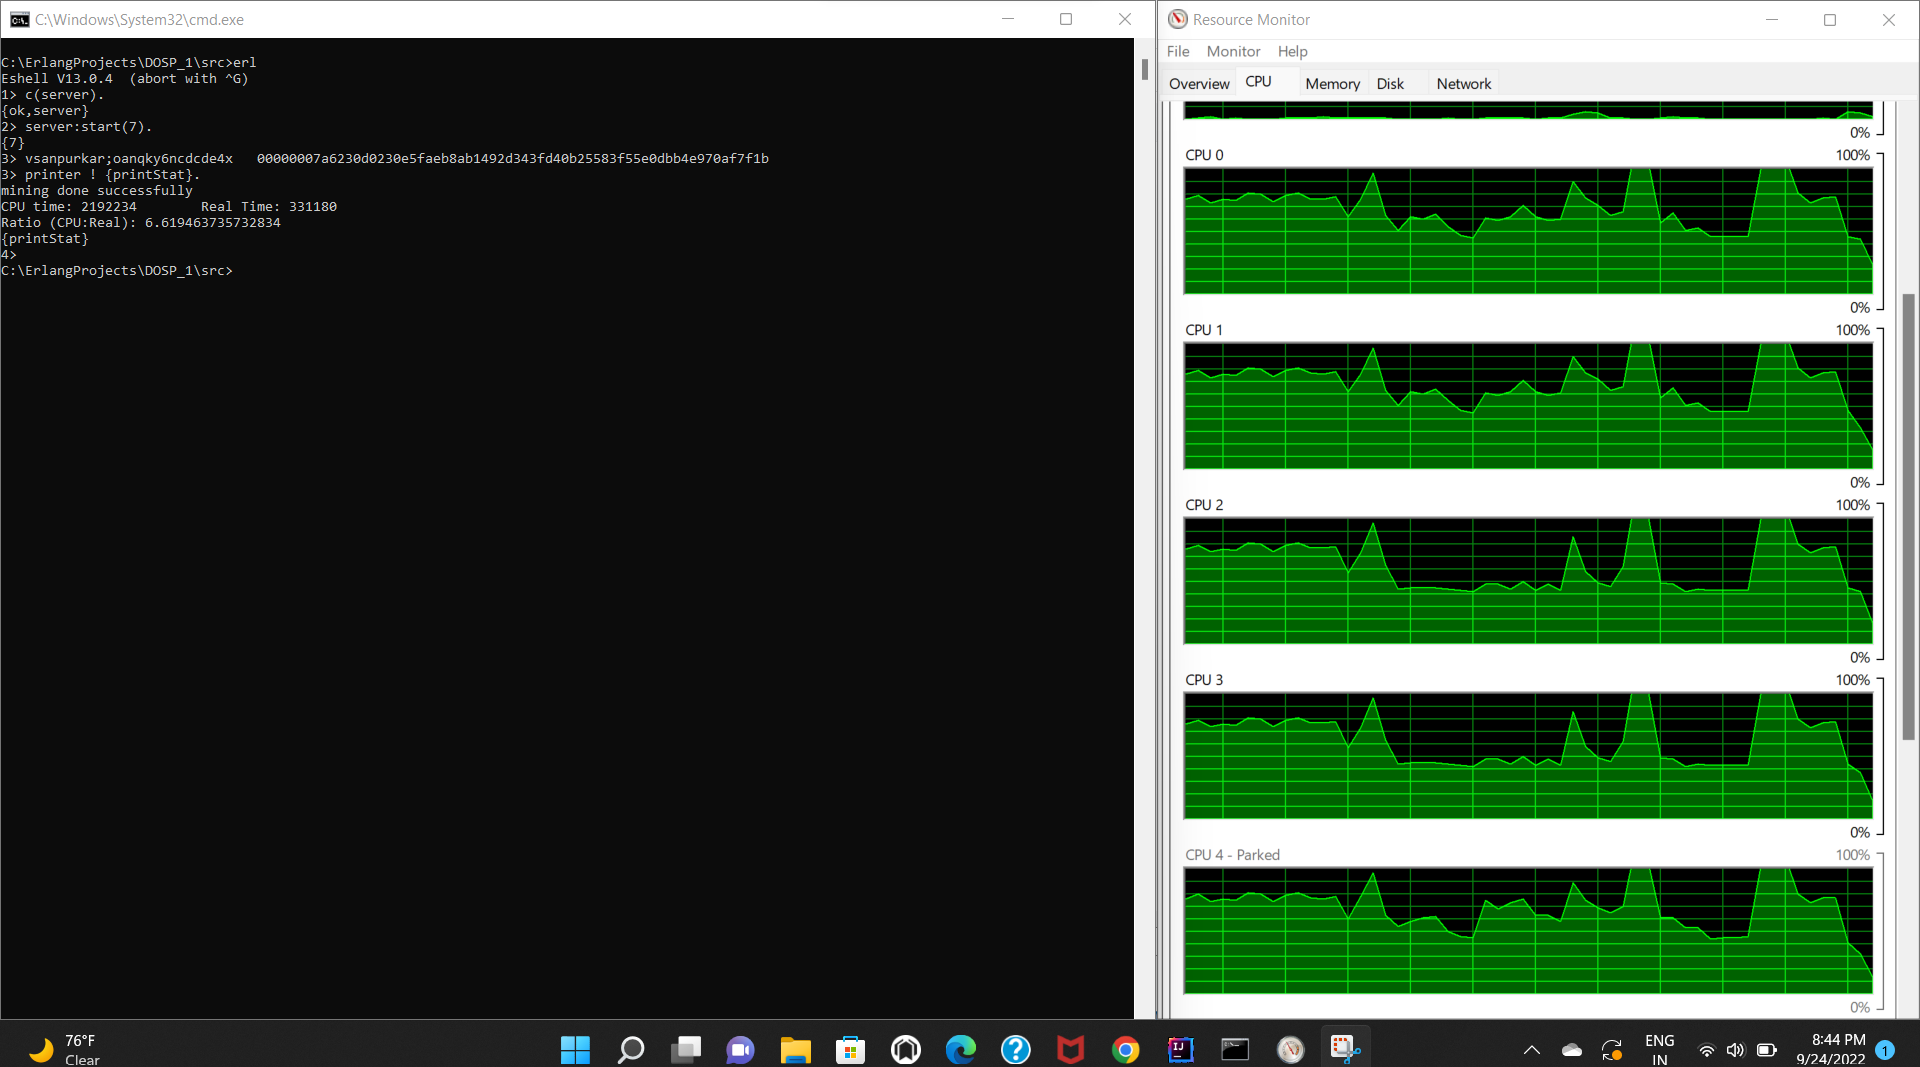 C:\Windows\System32\cmd.exe
C:\ErlangProjects\DOSP_1\src>erl
Eshell V13.0.4  (abort with ^G)
1> c(server).
{ok,server}
2> server:start(7).
{7}
3> vsanpurkar;oanqky6ncdcde4x   00000007a6230d0230e5faeb8ab1492d343fd40b25583f55e0dbb4e970af7f1b
3> printer ! {printStat}.
mining done successfully
CPU time: 2192234        Real Time: 331180
Ratio (CPU:Real): 6.619463735732834
{printStat}
4>
C:\ErlangProjects\DOSP_1\src>
Resource Monitor
File Monitor Help
Overview CPU Memory Disk Network
0%
CPU 0 100%
0%
CPU 1 100%
0%
CPU 2 100%
0%
CPU 3 100%
0%
CPU 4 - Parked 100%
0%
76°F
Clear
ENG
IN
8:44 PM
9/24/2022
1